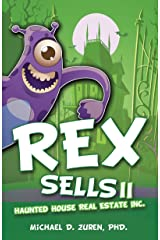 REX
SELLS II
HAUNTED HOUSE REAL ESTATE INC.
MICHAEL D. ZUREN, PHD.